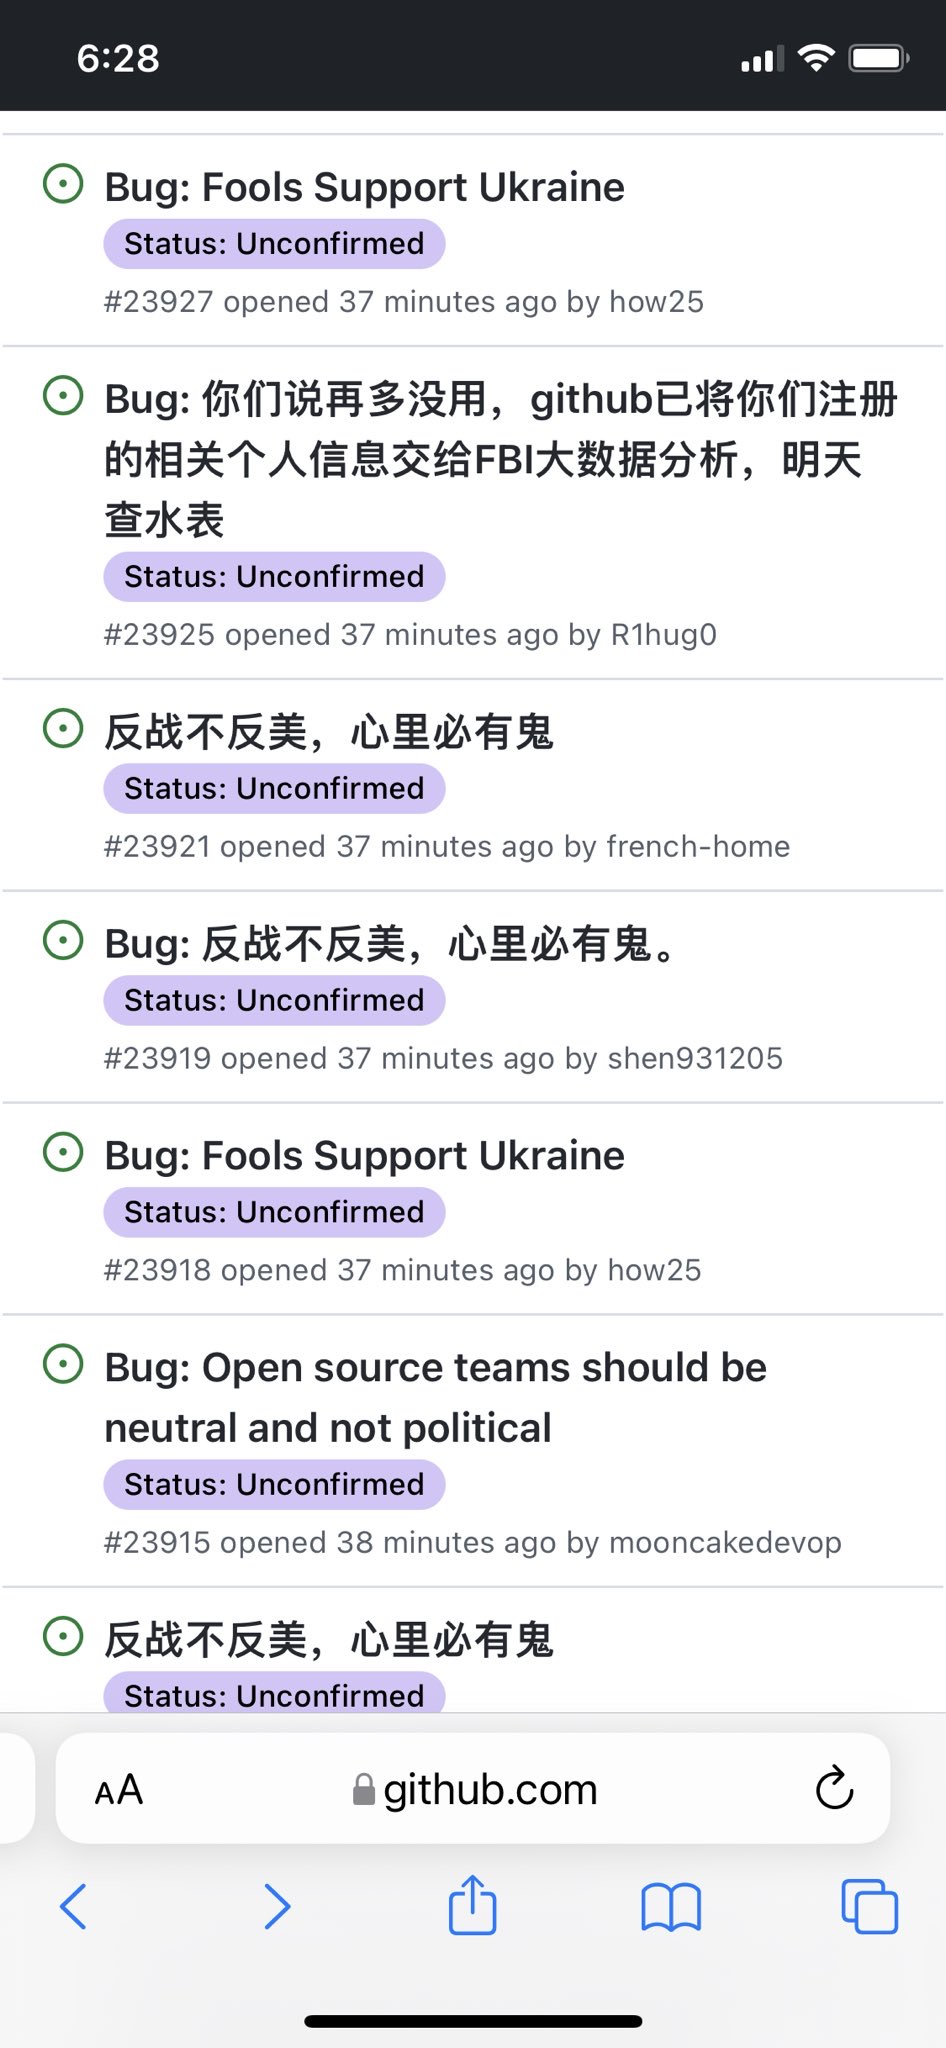 6:28
Bug: Fools Support Ukraine
Status: Unconfirmed
#23927 opened 37 minutes ago by how25
Bug: 你们说再多没用，github已将你们注册
的相关个人信息交给FBI大数据分析，明天
查水表
Status: Unconfirmed
#23925 opened 37 minutes ago by R1hug0
反战不反美，心里必有鬼
Status: Unconfirmed
#23921 opened 37 minutes ago by french-home
Bug: 反战不反美，心里必有鬼。
Status: Unconfirmed
#23919 opened 37 minutes ago by shen931205
Bug: Fools Support Ukraine
Status: Unconfirmed
#23918 opened 37 minutes ago by how25
Bug: Open source teams should be
neutral and not political
Status: Unconfirmed
#23915 opened 38 minutes ago by mooncakedevop
反战不反美，心里必有鬼
Status: Unconfirmed
AA github.com